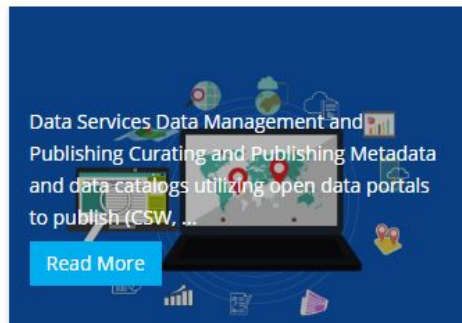 Data Services Data Management and
Publishing Curating and Publishing Metadata
and data catalogs utilizing open data portals
to publish (CSW, ...
Read More